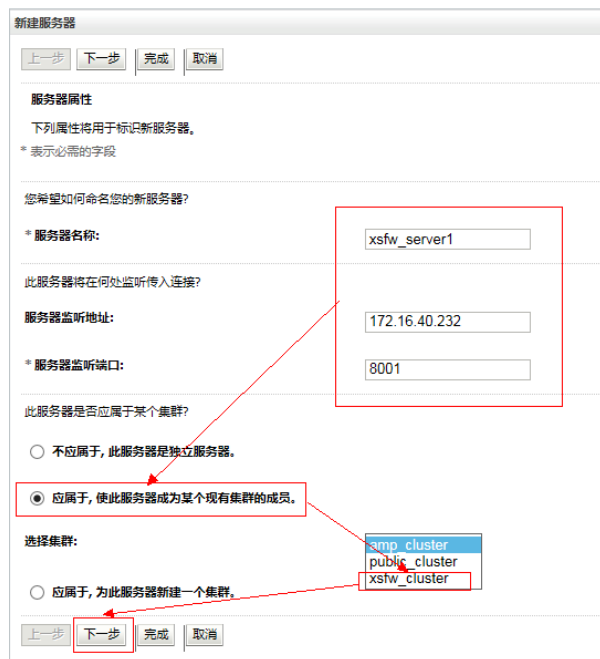 新建服务器
上一步 下一步 完成 取消
服务器属性
下列属性将用于标识新服务器。
* 表示必需的字段
您希望如何命名您的新服务器?
* 服务器名称: xsfw_server1
此服务器将在何处监听传入连接?
服务器监听地址: 172.16.40.232
* 服务器监听端口: 8001
此服务器是否应属于某个集群?
不应属于, 此服务器是独立服务器。
应属于, 使此服务器成为某个现有集群的成员。
选择集群: amp_cluster
public_cluster
xsfw_cluster
应属于, 为此服务器新建一个集群。
上一步 下一步 完成 取消